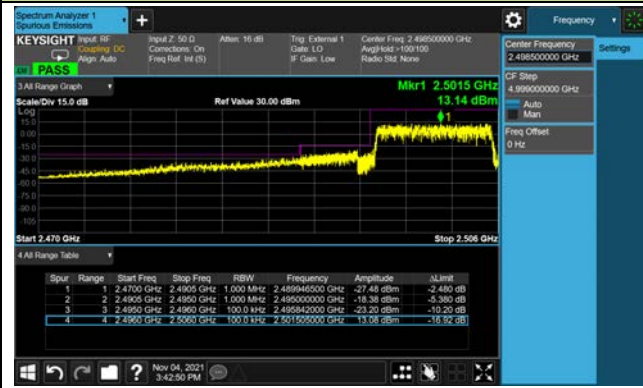 Spectrum Analyzer 1
Spurious Emissions
Frequency
KEYSIGHT
Input: RF
Coupling: DC
Align: Auto
Input Z: 50 Ω
Corrections: On
Freq Ref: Int (S)
Atten: 16 dB
Trig: External 1
Gate: LO
IF Gain: Low
Center Freq: 2.498500000 GHz
Avg|Hold:>100/100
Radio Std: None
PASS
Center Frequency
2.498500000 GHz
Settings
CF Step
4.999000000 GHz
Auto
Man
Freq Offset
0 Hz
3 All Range Graph
Mkr1 2.5015 GHz
Scale/Div 15.0 dB
Ref Value 30.00 dBm
13.14 dBm
Log
15.0
0.00
-15.0
-30.0
-45.0
-60.0
-75.0
-90.0
-105
1
Start 2.470 GHz
Stop 2.506 GHz
4 All Range Table
Spur Range Start Freq Stop Freq RBW Frequency Amplitude ΔLimit
1 1 2.4700 GHz 2.4905 GHz 1.000 MHz 2.489946500 GHz -27.48 dBm -2.480 dB
2 2 2.4905 GHz 2.4950 GHz 1.000 MHz 2.495000000 GHz -18.38 dBm -5.380 dB
3 3 2.4950 GHz 2.4960 GHz 100.0 kHz 2.495842000 GHz -23.20 dBm -10.20 dB
4 4 2.4960 GHz 2.5060 GHz 100.0 kHz 2.501505000 GHz 13.08 dBm -16.92 dB
Nov 04, 2021
3:42:50 PM